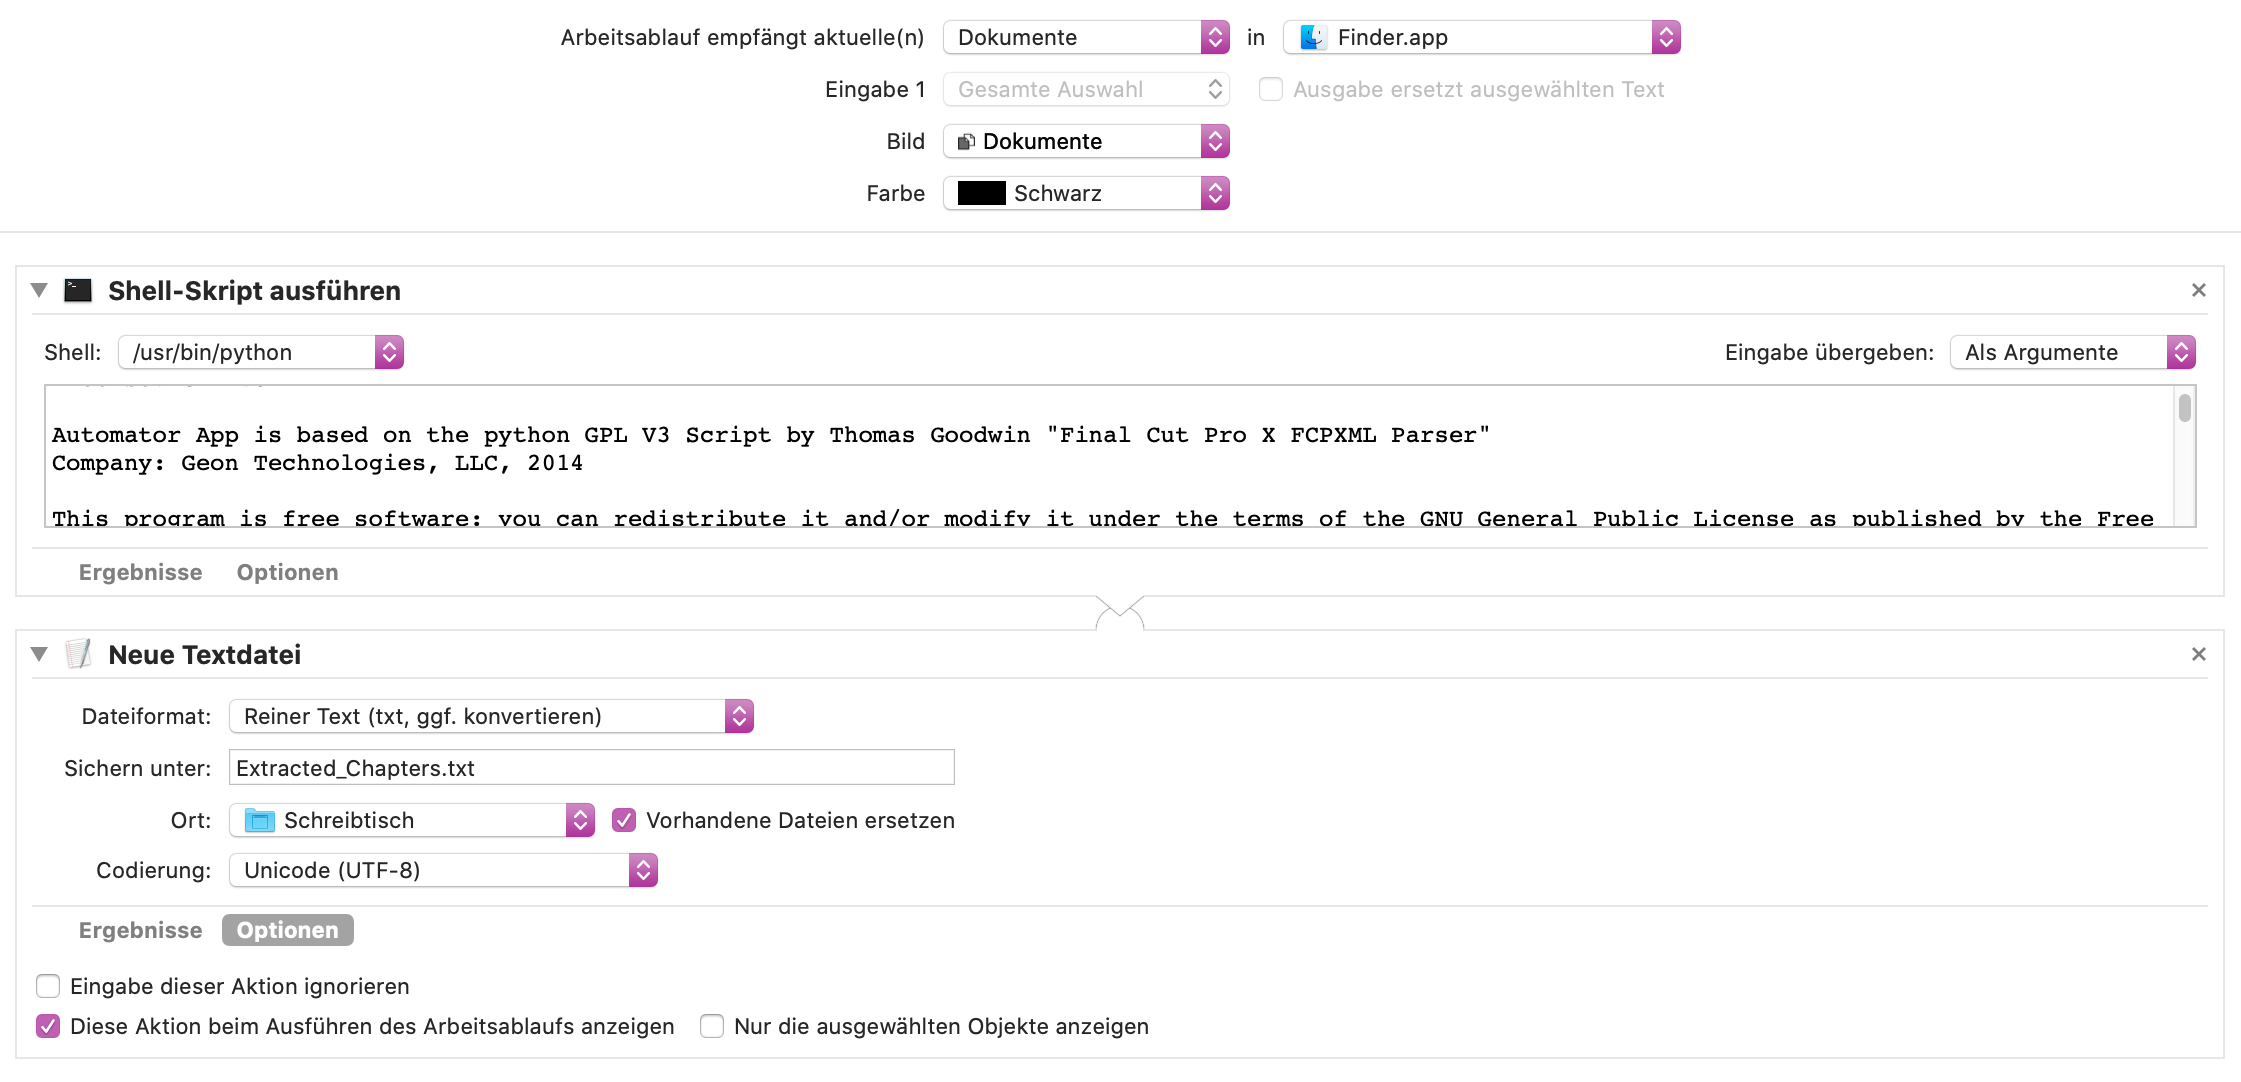 Arbeitsablauf empfängt aktuelle(n) Dokumente in Finder.app
Eingabe 1 Gesamte Auswahl Ausgabe ersetzt ausgewählten Text
Bild Dokumente
Farbe Schwarz
Shell-Skript ausführen
Shell: /usr/bin/python Eingabe übergeben: Als Argumente
Automator App is based on the python GPL V3 Script by Thomas Goodwin "Final Cut Pro X FCPXML Parser"
Company: Geon Technologies, LLC, 2014
This program is free software: you can redistribute it and/or modify it under the terms of the GNU General Public License as published by the Free
Ergebnisse Optionen
Neue Textdatei
Dateiformat: Reiner Text (txt, ggf. konvertieren)
Sichern unter: Extracted_Chapters.txt
Ort: Schreibtisch Vorhandene Dateien ersetzen
Codierung: Unicode (UTF-8)
Ergebnisse Optionen
Eingabe dieser Aktion ignorieren
Diese Aktion beim Ausführen des Arbeitsablaufs anzeigen Nur die ausgewählten Objekte anzeigen